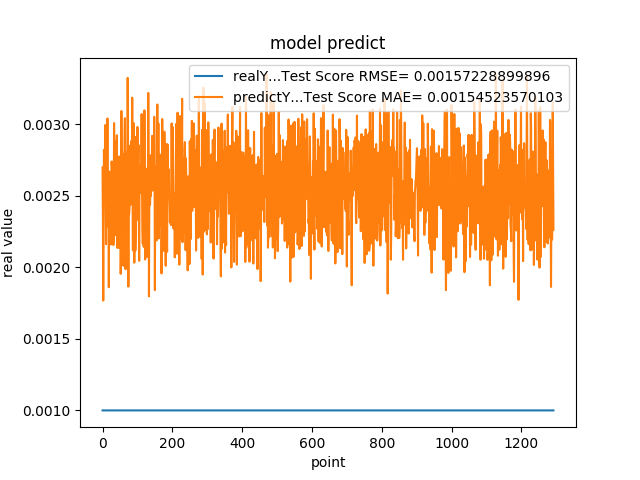 model predict
realY...Test Score RMSE= 0.00157228899896
predictY...Test Score MAE= 0.00154523570103
0.0030
0.0025
0.0020
0.0015
0.0010
real value
0 200 400 600 800 1000 1200
point